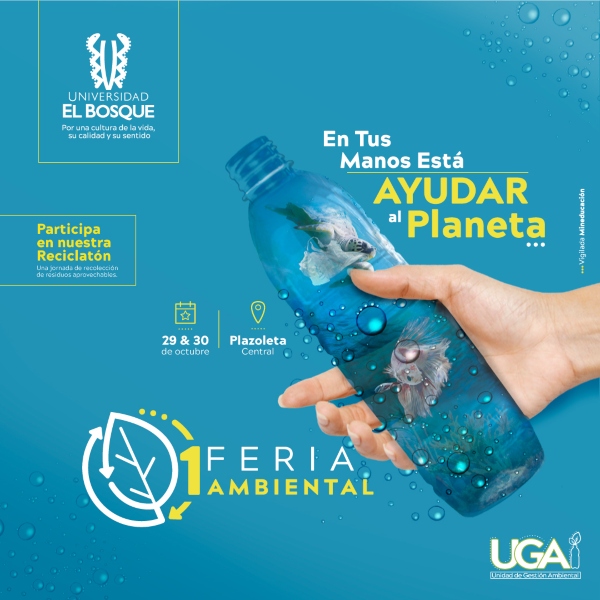 UNIVERSIDAD
EL BOSQUE
Por una cultura de la vida,
su calidad y su sentido
En Tus
Manos Está
AYUDAR
al Planeta
...
Participa
en nuestra
Reciclatón
Una jornada de recolección
de residuos aprovechables.
29 & 30
de octubre
Plazoleta
Central
1 FERIA
AMBIENTAL
Vigilada Mineducación
UGA
Unidad de Gestión Ambiental